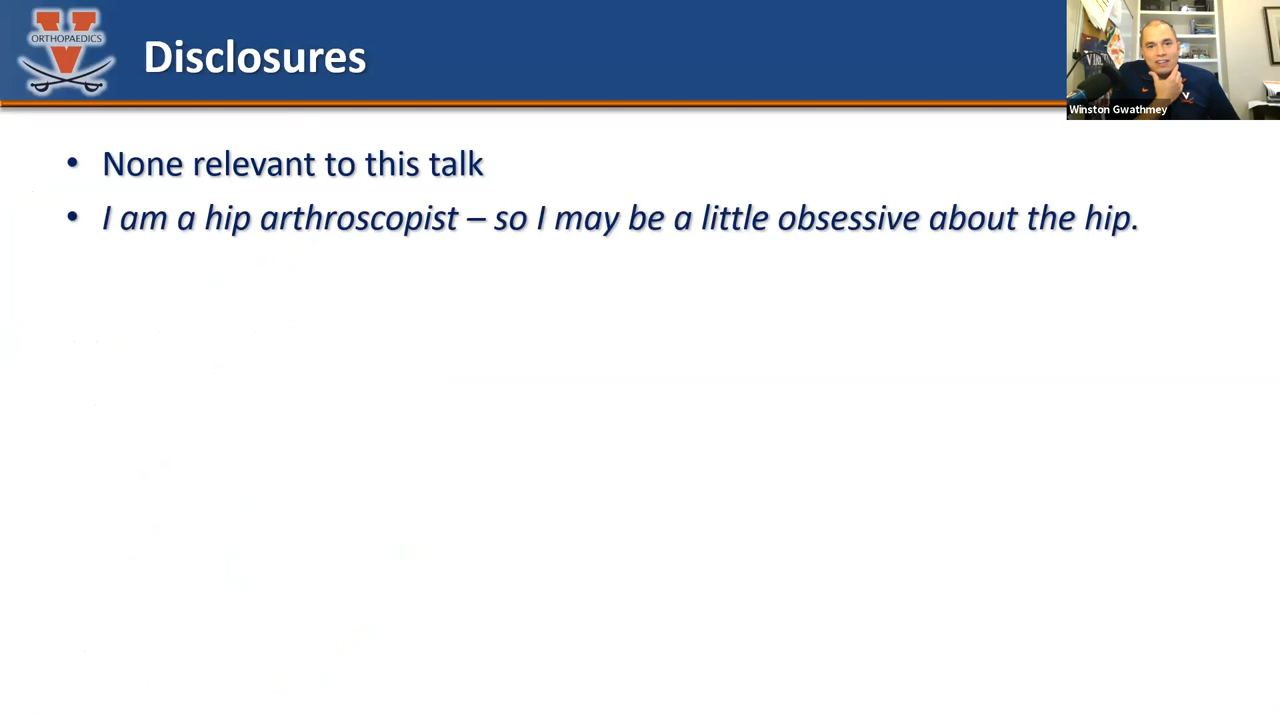 ORTHOPAEDICS
Disclosures
Winston Gwathmey
• None relevant to this talk
• I am a hip arthroscopist – so I may be a little obsessive about the hip.